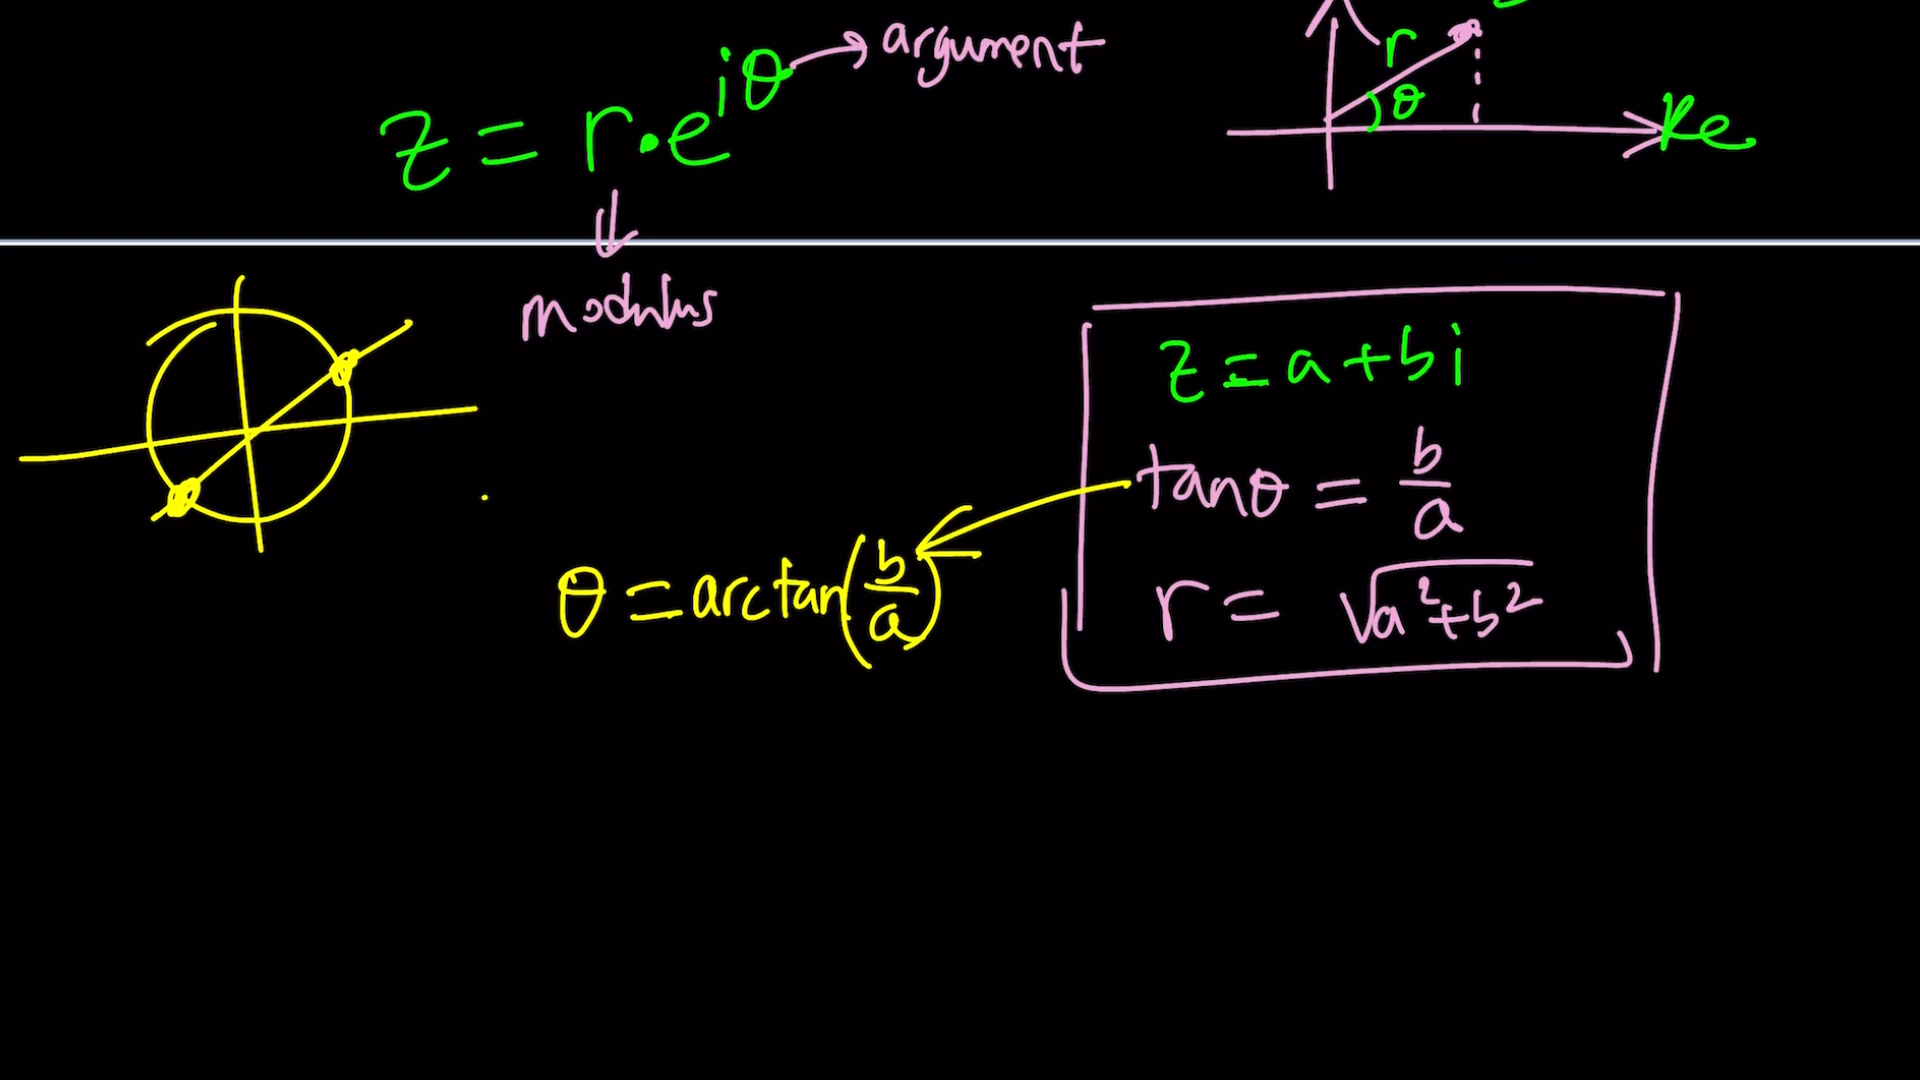 z = r·e^{iθ} → argument
r
θ
Re
modulus
z = a + bi
tanθ = b/a
θ = arctan(b/a)
r = √(a²+b²)